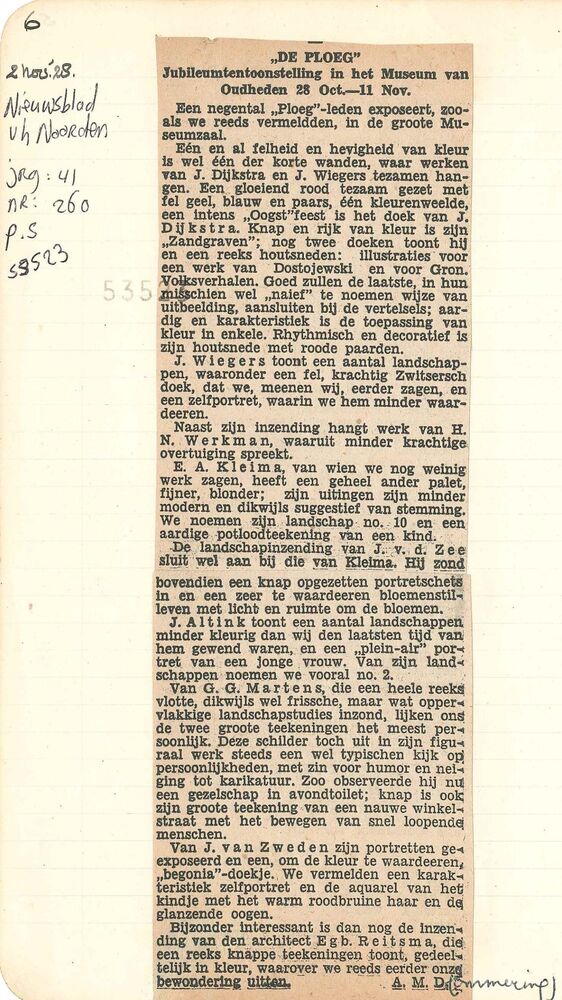 6
2 nov. '28.
Nieuwsblad
v/h Noorden
jrg: 41
nr: 260
p. 5
53523
„DE PLOEG”
Jubileumtentoonstelling in het Museum van
Oudheden 28 Oct.—11 Nov.
Een negental „Ploeg”-leden exposeert, zoo-
als we reeds vermeldden, in de groote Mu-
seumzaal.
Eén en al felheid en hevigheid van kleur
is wel één der korte wanden, waar werken
van J. Dijkstra en J. Wiegers tezamen han-
gen. Een gloeiend rood tezaam gezet met
fel geel, blauw en paars, één kleurenweelde,
een intens „Oogst”feest is het doek van J.
Dijkstra. Knap en rijk van kleur is zijn
„Zandgraven”; nog twee doeken toont hij
en een reeks houtsneden: illustraties voor
een werk van Dostojewski en voor Gron.
Volksverhalen. Goed zullen de laatste, in hun
misschien wel „naief” te noemen wijze van
uitbeelding, aansluiten bij de vertelsels; aar-
dig en karakteristiek is de toepassing van
kleur in enkele. Rhythmisch en decoratief is
zijn houtsnede met roode paarden.
J. Wiegers toont een aantal landschap-
pen, waaronder een fel, krachtig Zwitsersch
doek, dat we, meenen wij, eerder zagen, en
een zelfportret, waarin we hem minder waar-
deeren.
Naast zijn inzending hangt werk van H.
N. Werkman, waaruit minder krachtige
overtuiging spreekt.
E. A. Kleima, van wien we nog weinig
werk zagen, heeft een geheel ander palet,
fijner, blonder; zijn uitingen zijn minder
modern en dikwijls suggestief van stemming.
We noemen zijn landschap no. 10 en een
aardige potloodteekening van een kind.
De landschapinzending van J. v. d. Zee
sluit wel aan bij die van Kleima. Hij zond
bovendien een knap opgezetten portretschets
in en een zeer te waardeeren bloemenstil-
leven met licht en ruimte om de bloemen.
J. Altink toont een aantal landschappen,
minder kleurig dan wij den laatsten tijd van
hem gewend waren, en een „plein-air” por-
tret van een jonge vrouw. Van zijn land-
schappen noemen we vooral no. 2.
Van G. G. Martens, die een heele reeks
vlotte, dikwijls wel frissche, maar wat opper-
vlakkige landschapstudies inzond, lijken ons
de twee groote teekeningen het meest per-
soonlijk. Deze schilder toch uit in zijn figu-
raal werk steeds een wel typischen kijk op
persoonlijkheden, met zin voor humor en nei-
ging tot karikatuur. Zoo observeerde hij nu
een gezelschap in avondtoilet; knap is ook
zijn groote teekening van een nauwe winkel-
straat met het bewegen van snel loopende
menschen.
Van J. van Zweden zijn portretten ge-
exposeerd en een, om de kleur te waardeeren,
„begonia”-doekje. We vermelden een karak-
teristiek zelfportret en de aquarel van het
kindje met het warm roodbruine haar en de
glanzende oogen.
Bijzonder interessant is dan nog de inzen-
ding van den architect Egb. Reitsma, die
een reeks knappe teekeningen toont, gedeel-
telijk in kleur, waarover we reeds eerder onze
bewondering uitten. A. M. D. (ommering)